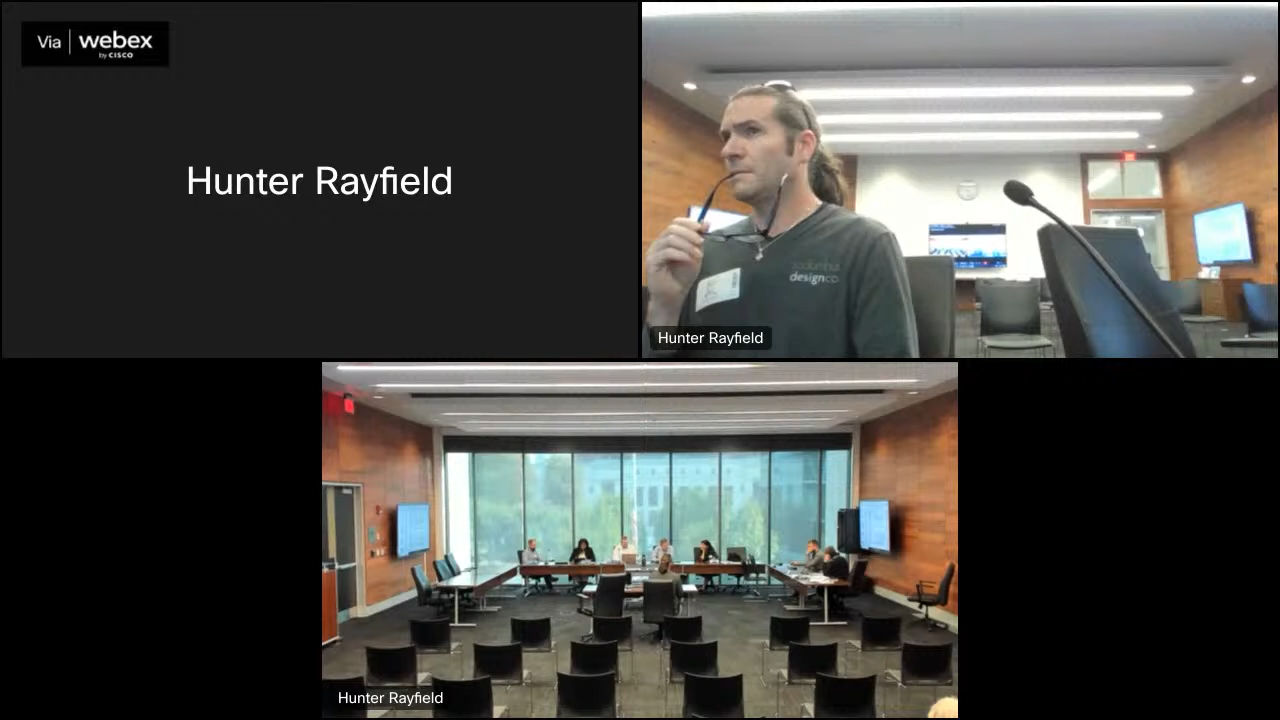 Via webex
by CISCO
Hunter Rayfield
columbus
designco
Hunter Rayfield
Hunter Rayfield